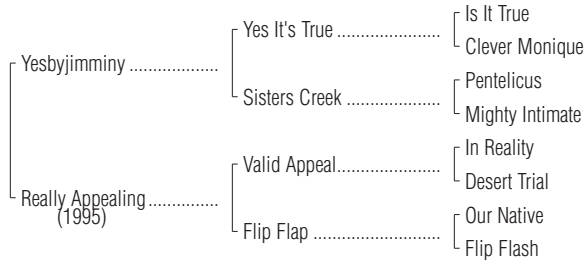 Is It True
Yes It's True ....................
Clever Monique
Yesbyjimminy .................
Pentelicus
Sisters Creek ..................
Mighty Intimate
In Reality
Valid Appeal....................
Desert Trial
Really Appealing .............
(1995)
Our Native
Flip Flap ........................
Flip Flash